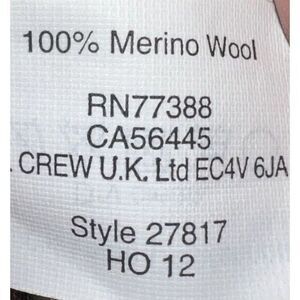 100% Merino Wool
RN77388
CA56445
. CREW U.K. Ltd EC4V 6JA
Style 27817
HO 12